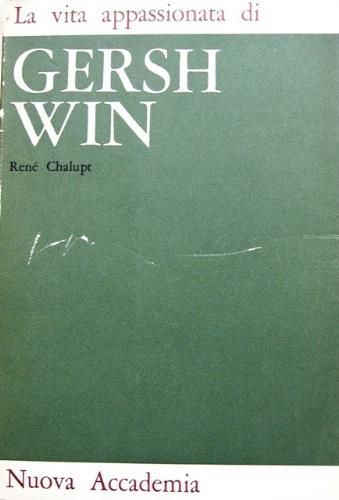 La vita appassionata di
GERSH
WIN
René Chalupt
Nuova Accademia